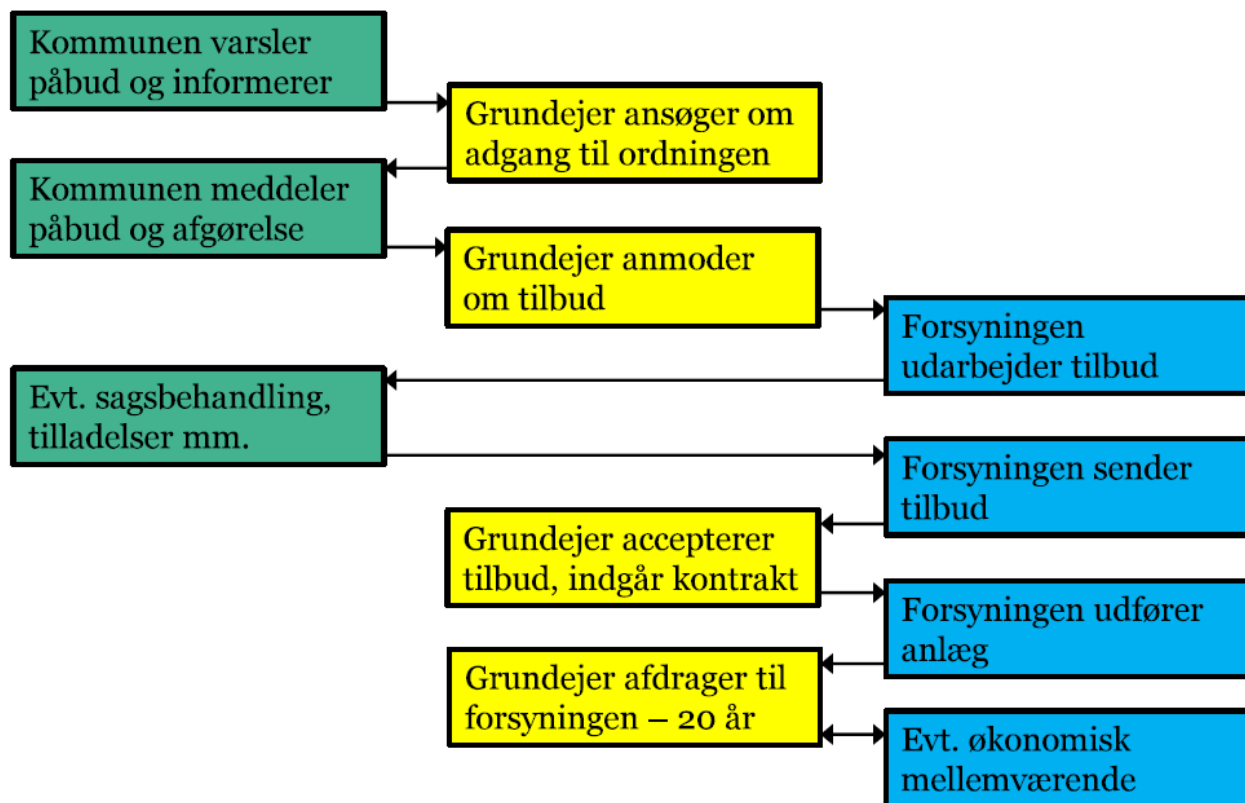 Kommunen varsler
påbud og informerer
Grundejer ansøger om
adgang til ordningen
Kommunen meddeler
påbud og afgørelse
Grundejer anmoder
om tilbud
Forsyningen
udarbejder tilbud
Evt. sagsbehandling,
tilladelser mm.
Forsyningen sender
tilbud
Grundejer accepterer
tilbud, indgår kontrakt
Forsyningen udfører
anlæg
Grundejer afdrager til
forsyningen – 20 år
Evt. økonomisk
mellemværende